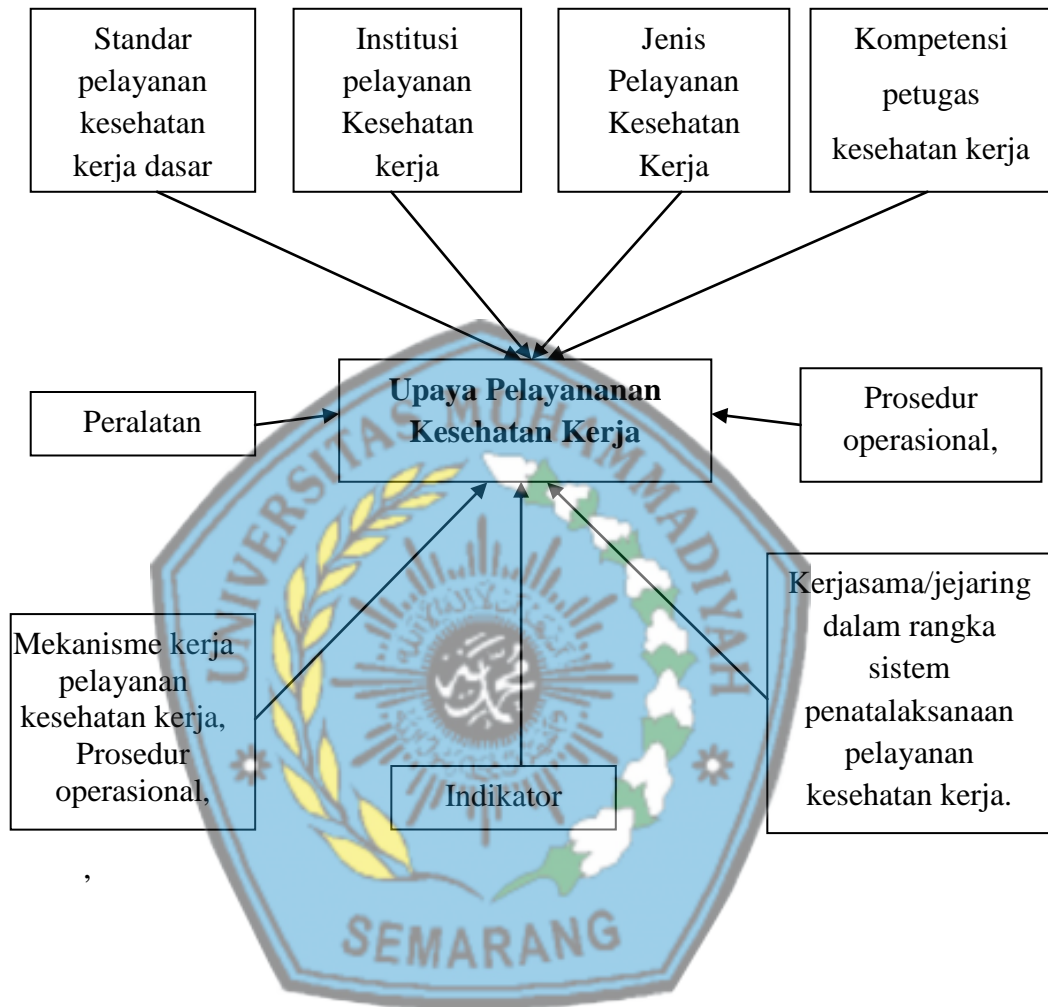 Standar
pelayanan
kesehatan
kerja dasar
Institusi
pelayanan
Kesehatan
kerja
Jenis
Pelayanan
Kesehatan
Kerja
Kompetensi
petugas
kesehatan kerja
Upaya Pelayananan
Kesehatan Kerja
Peralatan
Prosedur
operasional,
Mekanisme kerja
pelayanan
kesehatan kerja,
Prosedur
operasional,
Indikator
Kerjasama/jejaring
dalam rangka
sistem
penatalaksanaan
pelayanan
kesehatan kerja.
,
UNIVERSITAS MUHAMMADIYAH
SEMARANG
محمد